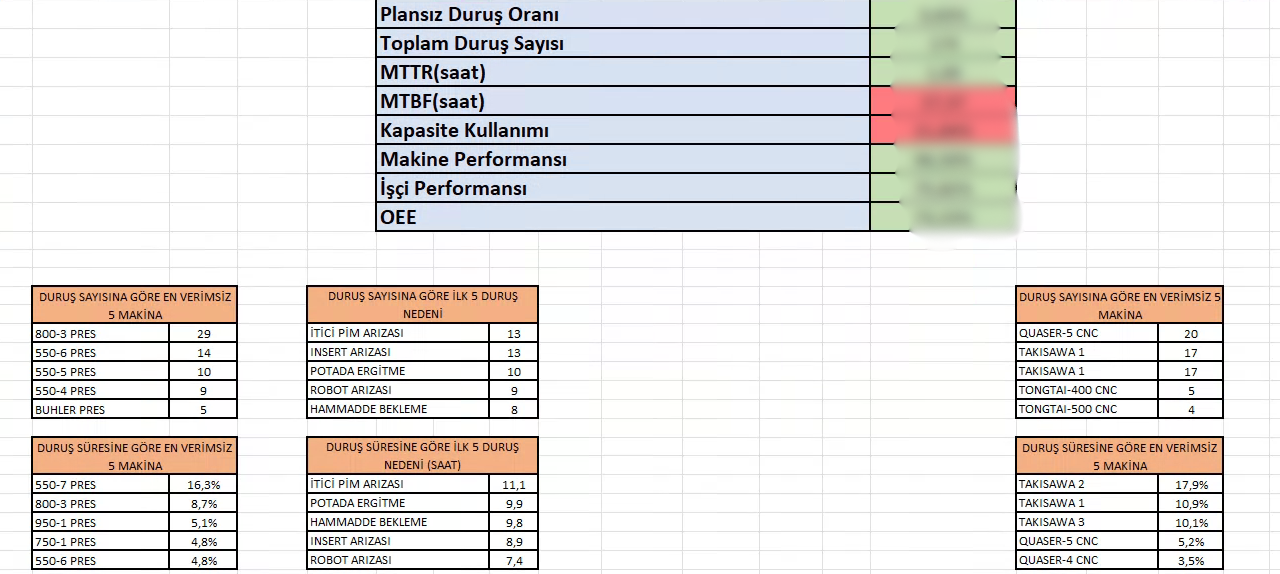 Plansız Duruş Oranı
Toplam Duruş Sayısı
MTTR(saat)
MTBF(saat)
Kapasite Kullanımı
Makine Performansı
İşçi Performansı
OEE
DURUŞ SAYISINA GÖRE EN VERİMSİZ
5 MAKİNA
800-3 PRES 29
550-6 PRES 14
550-5 PRES 10
550-4 PRES 9
BUHLER PRES 5
DURUŞ SAYISINA GÖRE İLK 5 DURUŞ
NEDENİ
İTİCİ PİM ARIZASI 13
INSERT ARIZASI 13
POTADA ERGİTME 10
ROBOT ARIZASI 9
HAMMADDE BEKLEME 8
DURUŞ SAYISINA GÖRE EN VERİMSİZ 5
MAKİNA
QUASER-5 CNC 20
TAKISAWA 1 17
TAKISAWA 1 17
TONGTAI-400 CNC 5
TONGTAI-500 CNC 4
DURUŞ SÜRESİNE GÖRE EN VERİMSİZ
5 MAKİNA
550-7 PRES 16,3%
800-3 PRES 8,7%
950-1 PRES 5,1%
750-1 PRES 4,8%
550-6 PRES 4,8%
DURUŞ SÜRESİNE GÖRE İLK 5 DURUŞ
NEDENİ (SAAT)
İTİCİ PİM ARIZASI 11,1
POTADA ERGİTME 9,9
HAMMADDE BEKLEME 9,8
INSERT ARIZASI 8,9
ROBOT ARIZASI 7,4
DURUŞ SÜRESİNE GÖRE EN VERİMSİZ
5 MAKİNA
TAKISAWA 2 17,9%
TAKISAWA 1 10,9%
TAKISAWA 3 10,1%
QUASER-5 CNC 5,2%
QUASER-4 CNC 3,5%